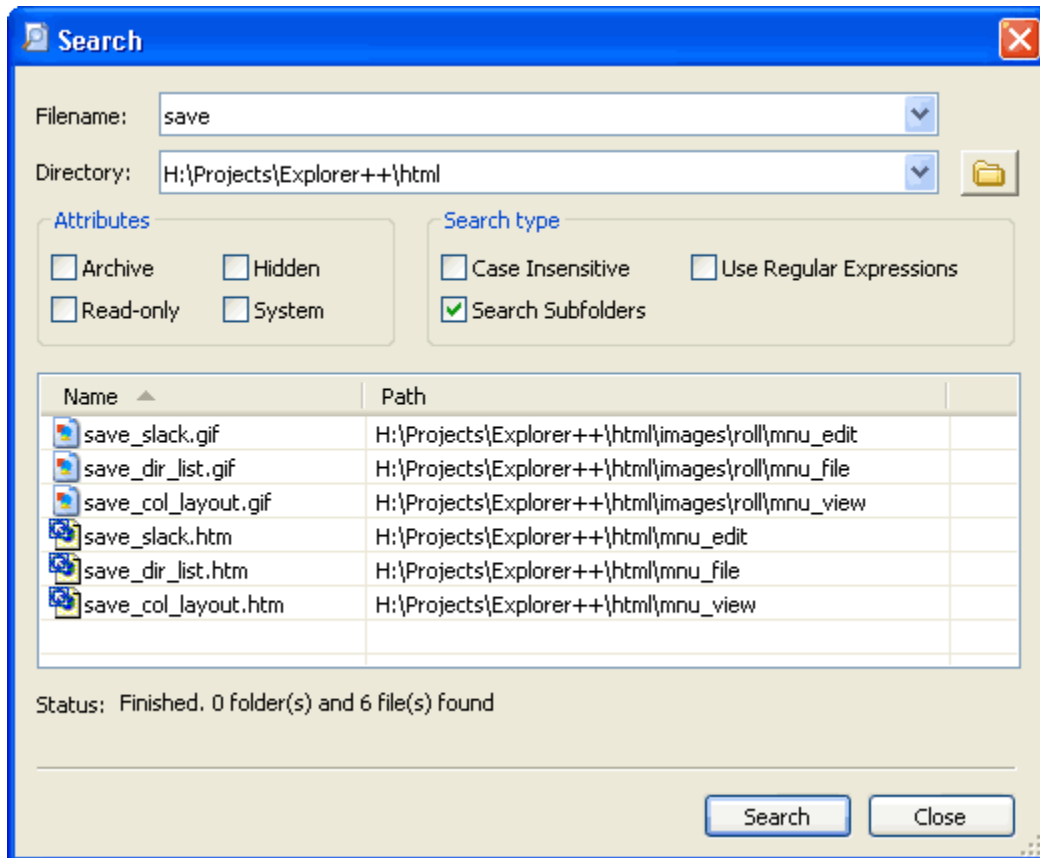 Search
Filename: save
Directory: H:\Projects\Explorer++\html
Attributes Search type
Archive Hidden Case Insensitive Use Regular Expressions
Read-only System Search Subfolders
Name Path
save_slack.gif H:\Projects\Explorer++\html\images\roll\mnu_edit
save_dir_list.gif H:\Projects\Explorer++\html\images\roll\mnu_file
save_col_layout.gif H:\Projects\Explorer++\html\images\roll\mnu_view
save_slack.htm H:\Projects\Explorer++\html\mnu_edit
save_dir_list.htm H:\Projects\Explorer++\html\mnu_file
save_col_layout.htm H:\Projects\Explorer++\html\mnu_view
Status: Finished. 0 folder(s) and 6 file(s) found
Search Close